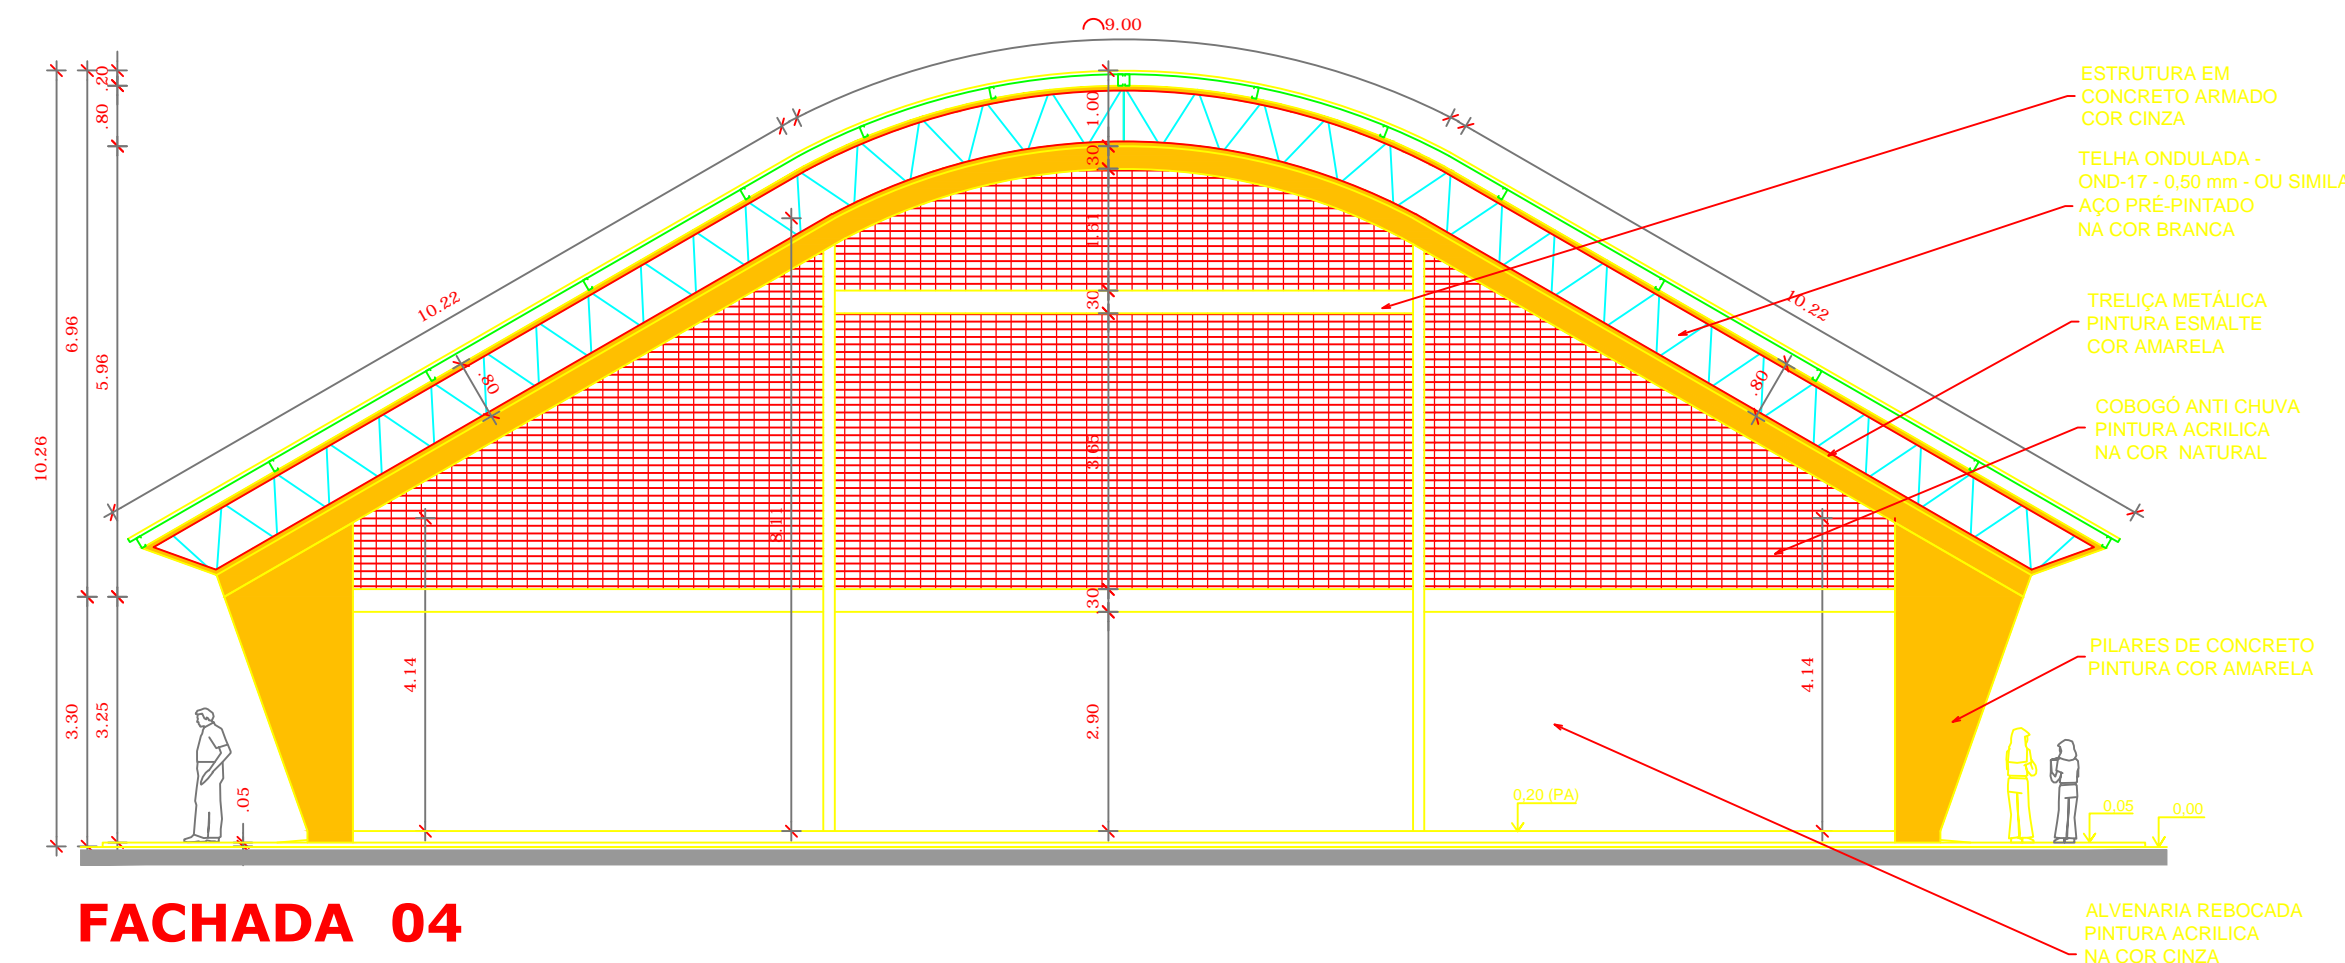 9.00
.20
.80
1.00
.30
ESTRUTURA EM
CONCRETO ARMADO
COR CINZA
TELHA ONDULADA -
OND-17 - 0.50 mm - OU SIMILA
AÇO PRÉ-PINTADO
NA COR BRANCA
1.61
.30
10.22
10.22
TRELIÇA METÁLICA
PINTURA ESMALTE
COR AMARELA
6.96
5.96
.80
.80
COBOGÓ ANTI CHUVA
PINTURA ACRILICA
NA COR NATURAL
10.26
3.65
8.11
.30
4.14
4.14
PILARES DE CONCRETO
PINTURA COR AMARELA
3.30
3.25
2.90
.05
0.20 (PA)
0.05
0.00
FACHADA 04
ALVENARIA REBOCADA
PINTURA ACRILICA
NA COR CINZA